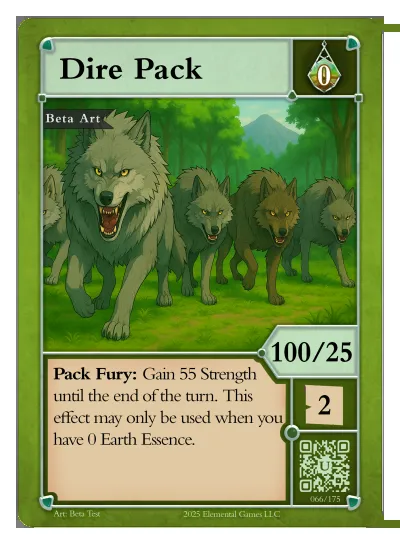 Dire Pack
0
Beta Art
100/25
Pack Fury: Gain 55 Strength
until the end of the turn. This
effect may only be used when you
have 0 Earth Essence.
2
U
066/175
Art: Beta Test
2025 Elemental Games LLC